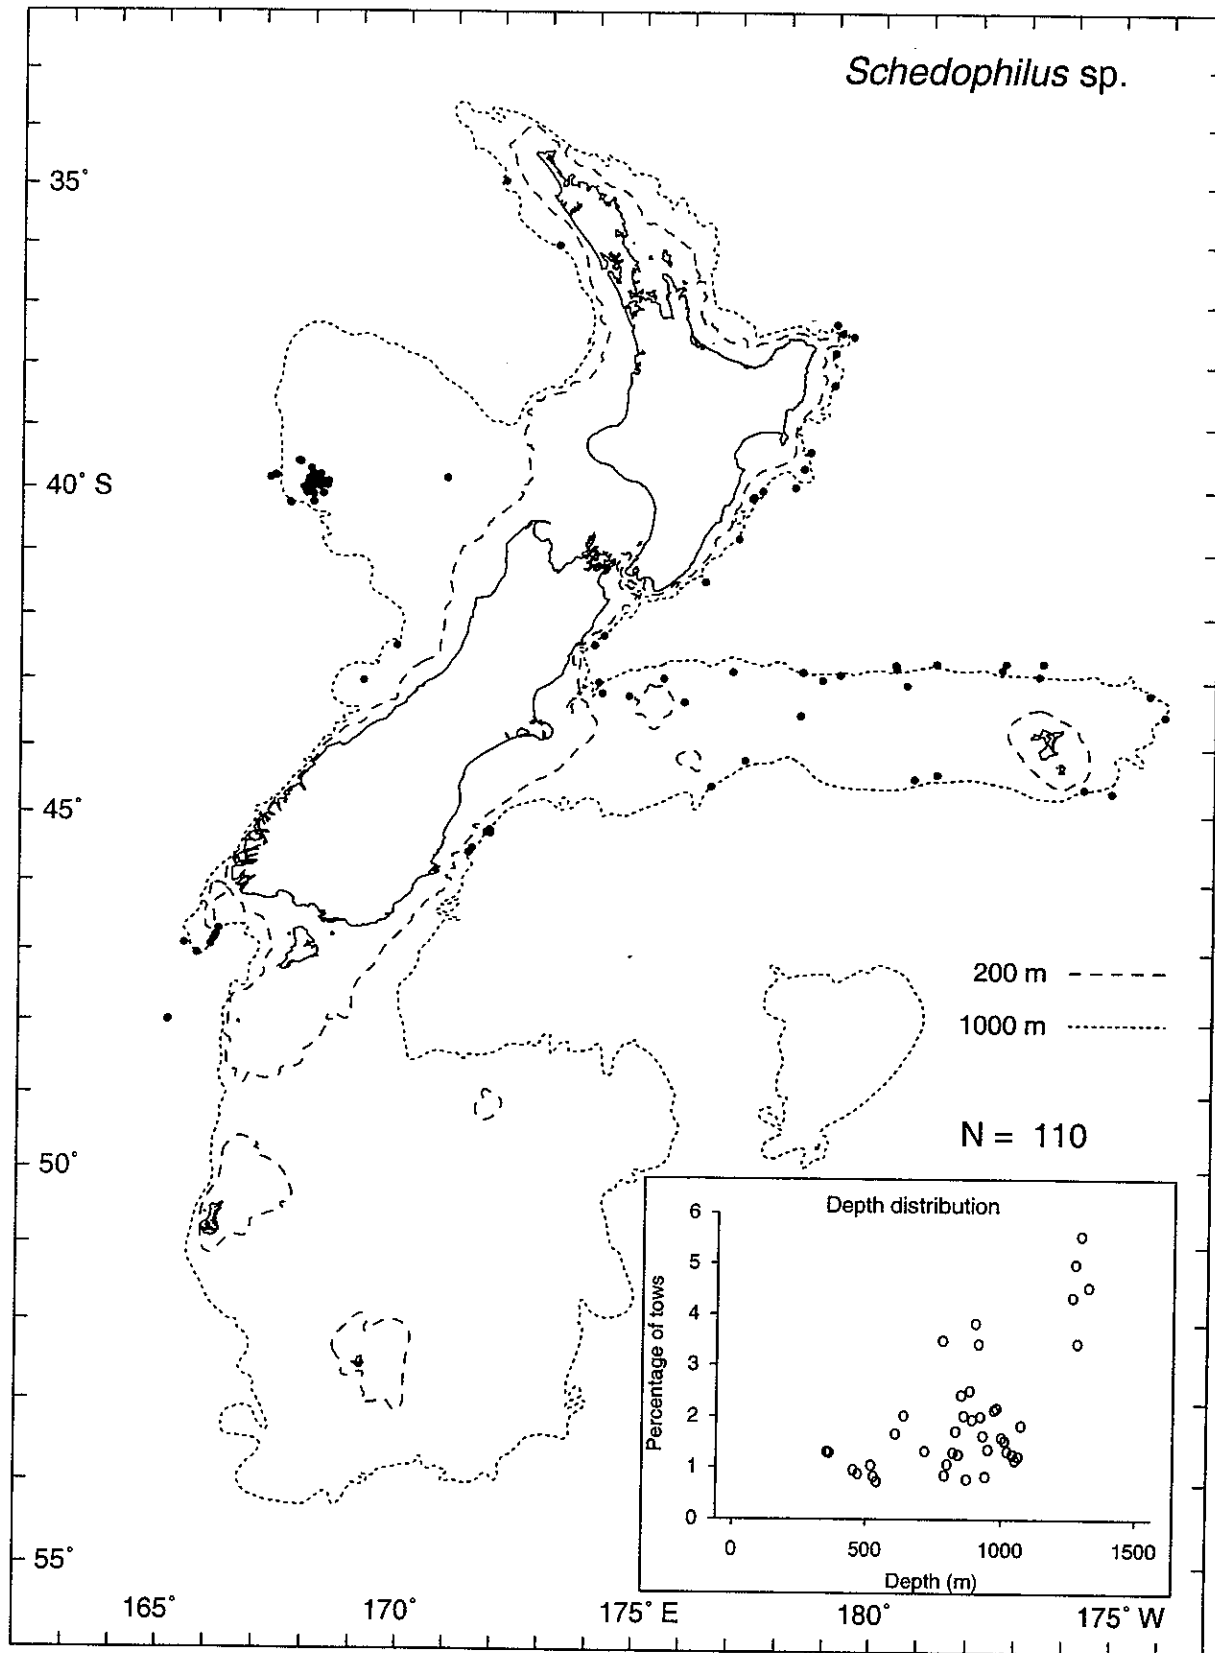 Schedophilus sp.
35°
40° S
45°
50°
55°
165°
170°
175° E
180°
175° W
200 m
1000 m
N = 110
Depth distribution
Percentage of tows
6
5
4
3
2
1
0
0
500
1000
1500
Depth (m)